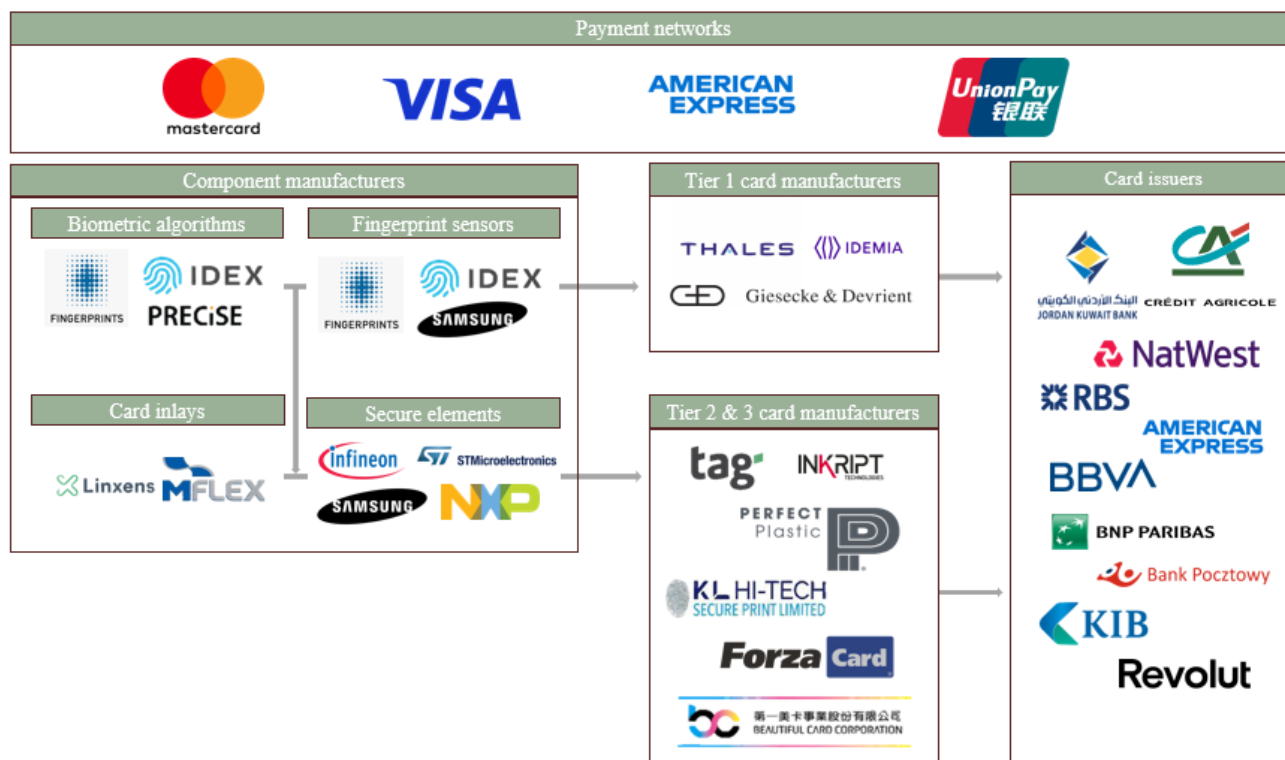 Payment networks
mastercard
VISA
AMERICAN
EXPRESS
UnionPay
银联
Component manufacturers
Biometric algorithms
FINGERPRINTS
IDEX
PRECiSE
Fingerprint sensors
FINGERPRINTS
IDEX
SAMSUNG
Card inlays
Linxens
MFLEX
Secure elements
infineon
ST STMicroelectronics
SAMSUNG
NXP
Tier 1 card manufacturers
THALES
IDEMIA
Giesecke & Devrient
Tier 2 & 3 card manufacturers
tag
INKRIPT
TECHNOLOGIES
PERFECT
Plastic
KL HI-TECH
SECURE PRINT LIMITED
Forza Card
bc
第一美卡事業股份有限公司
BEAUTIFUL CARD CORPORATION
Card issuers
البنك الأردني الكويتي
JORDAN KUWAIT BANK
CA
CRÉDIT AGRICOLE
NatWest
RBS
AMERICAN
EXPRESS
BBVA
BNP PARIBAS
Bank Pocztowy
KIB
Revolut